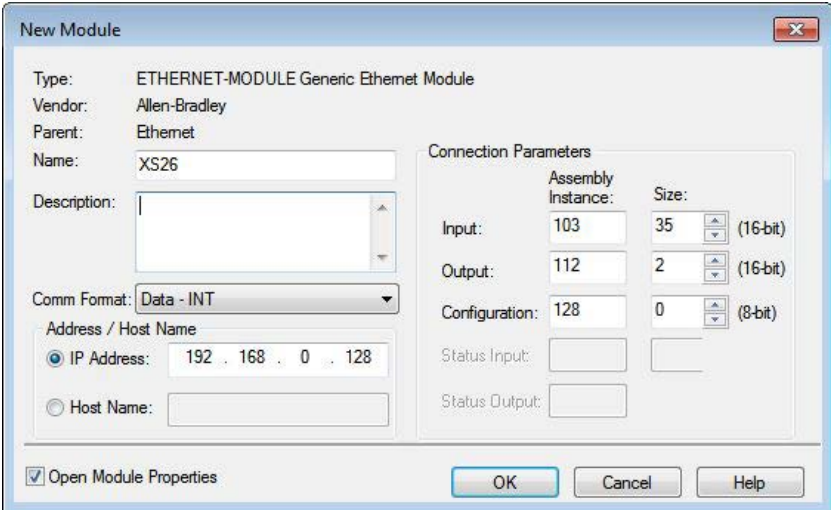 New Module
Type: ETHERNET-MODULE Generic Ethernet Module
Vendor: Allen-Bradley
Parent: Ethernet
Name: XS26
Description:
Comm Format: Data - INT
Address / Host Name
IP Address: 192 . 168 . 0 . 128
Host Name:
Connection Parameters
Assembly
Instance: Size:
Input: 103 35 (16-bit)
Output: 112 2 (16-bit)
Configuration: 128 0 (8-bit)
Status Input:
Status Output:
Open Module Properties
OK Cancel Help